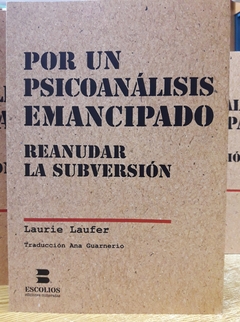 POR UN
PSICOANÁLISIS
EMANCIPADO
REANUDAR
LA SUBVERSIÓN
Laurie Laufer
Traducción Ana Guarnerio
ESCOLIOS